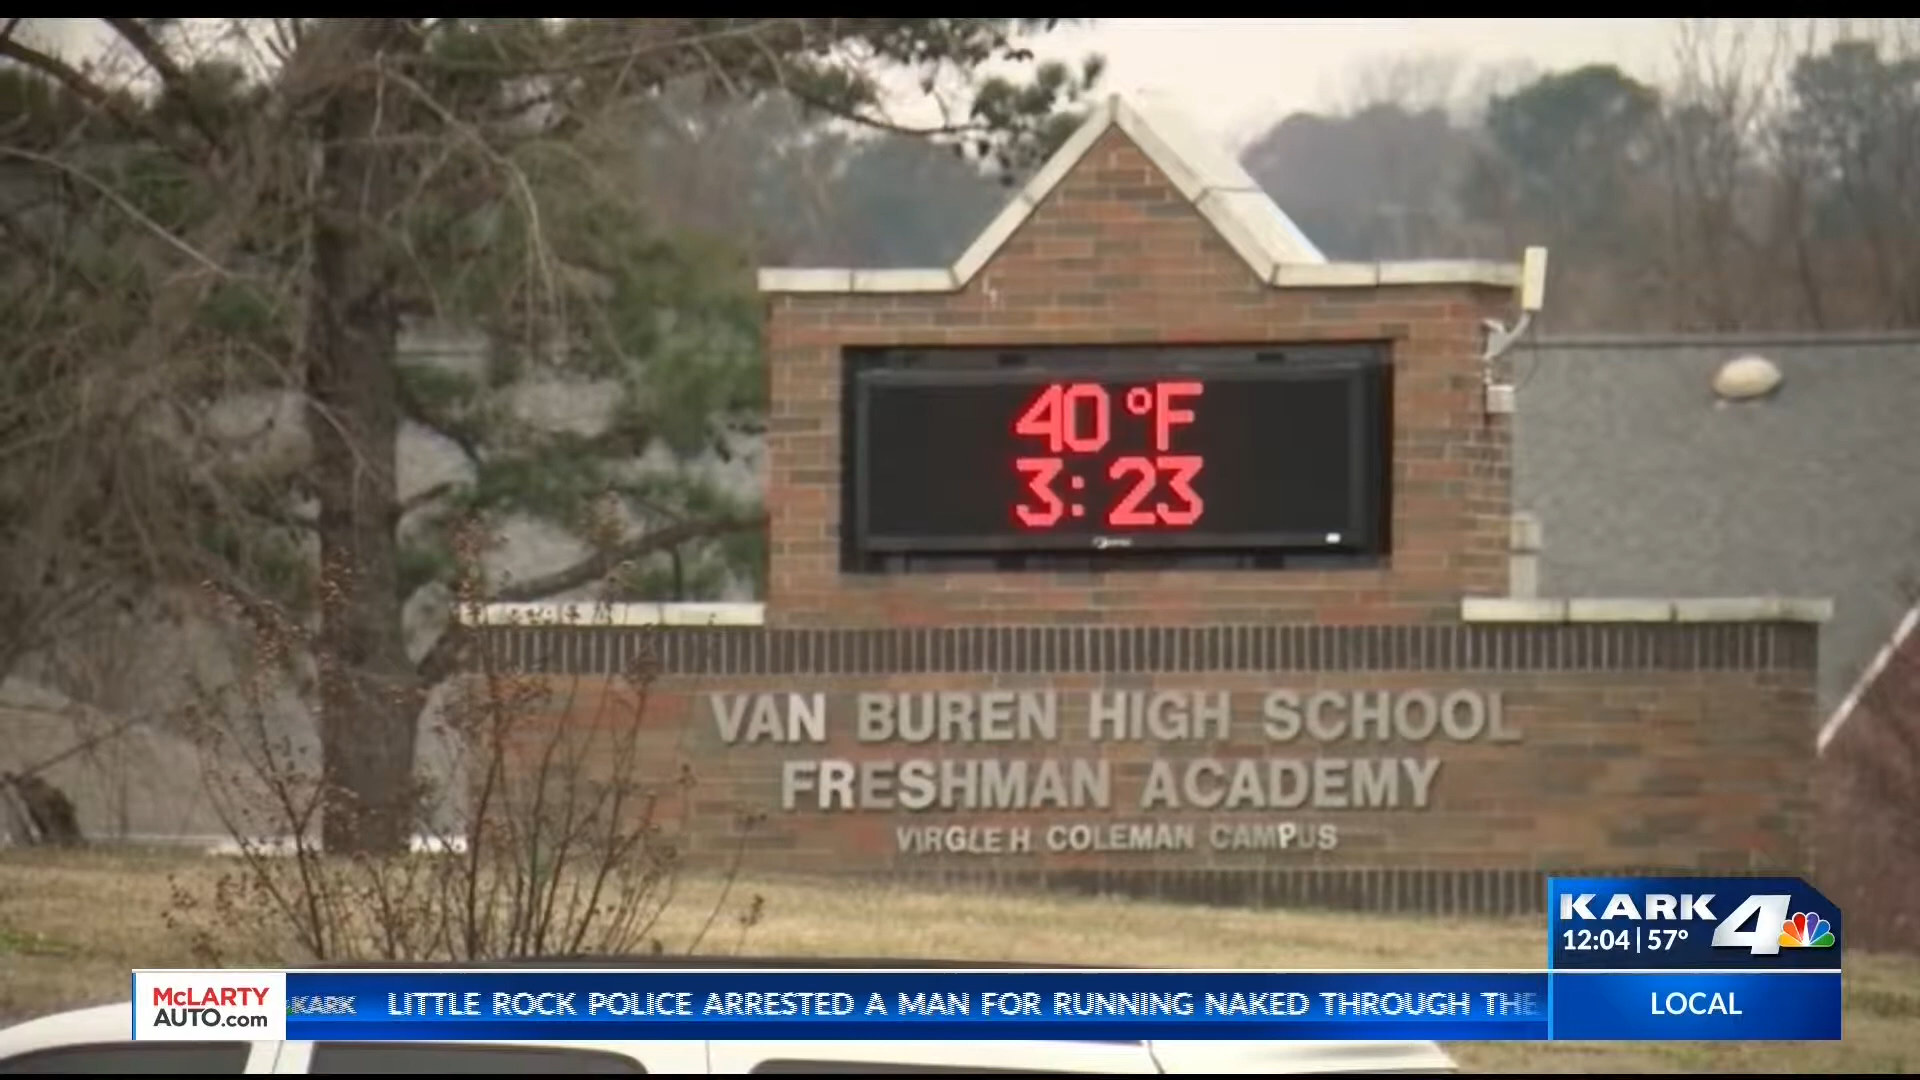 40°F
3:23
VAN BUREN HIGH SCHOOL
FRESHMAN ACADEMY
VIRGLE H COLEMAN CAMPUS
KARK 4
12:04 | 57°
McLARTY
AUTO.com
KARK LITTLE ROCK POLICE ARRESTED A MAN FOR RUNNING NAKED THROUGH THE
LOCAL